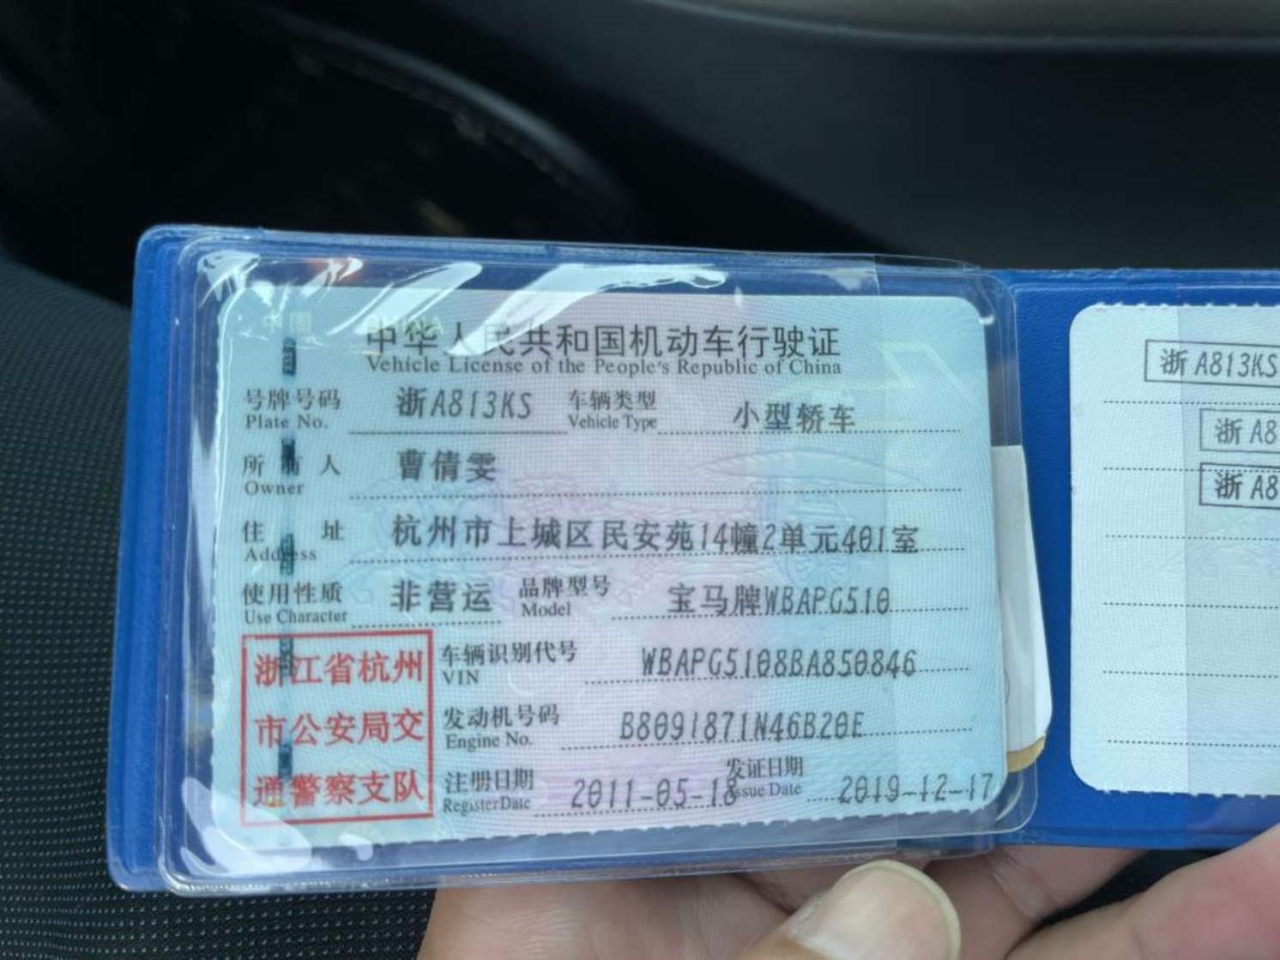 中华人民共和国机动车行驶证
Vehicle License of the People's Republic of China
号牌号码 浙A813KS 车辆类型 小型轿车
Plate No. Vehicle Type
所有人 曹倩雯
Owner
住址 杭州市上城区民安苑14幢2单元401室
Address
使用性质 非营运 品牌型号 宝马牌WBAPG510
Use Character Model
浙江省杭州
市公安局交
通警察支队
车辆识别代号 WBAPG5108BA850846
VIN
发动机号码 B8091871N46B20E
Engine No.
注册日期 2011-05-18 发证日期 2019-12-17
Register Date Issue Date
浙A813KS
浙A8
浙A8